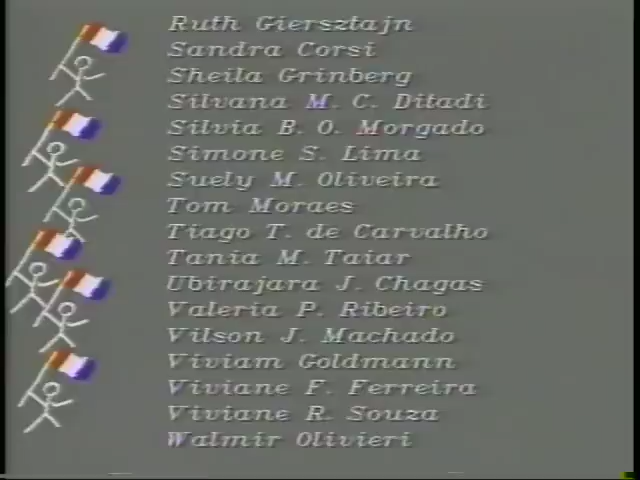 Ruth Giersztajn
Sandra Corsi
Sheila Grinberg
Silvana M. C. Ditadi
Silvia B. O. Morgado
Simone S. Lima
Suely M. Oliveira
Tom Moraes
Tiago T. de Carvalho
Tania M. Taiar
Ubirajara J. Chagas
Valeria P. Ribeiro
Vilson J. Machado
Viviam Goldmann
Viviane F. Ferreira
Viviane R. Souza
Walmir Olivieri